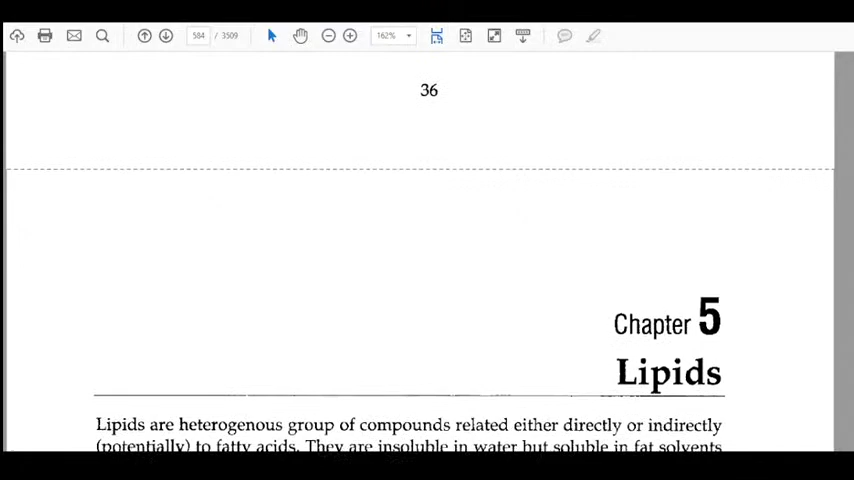 584 / 3509
162%
36
Chapter 5
Lipids
Lipids are heterogenous group of compounds related either directly or indirectly
(potentially) to fatty acids. They are insoluble in water but soluble in fat solvents